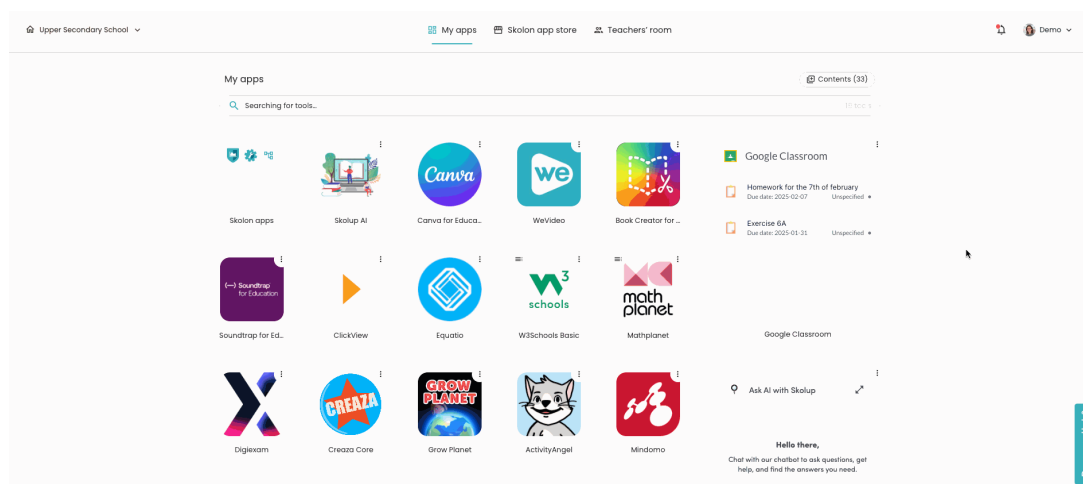 Upper Secondary School
My apps
Skolon app store
Teachers' room
Demo
My apps
Contents (33)
Searching for tools...
Canva
we
Google Classroom
Homework for the 7th of february
Due date: 2025-02-07 Unspecified
Exercise 6A
Due date: 2025-01-31 Unspecified
Skolon apps
Skolup AI
Canva for Educa...
WeVideo
Book Creator for ...
Soundtrap
for Education
W3
schools
math
planet
Soundtrap for Ed...
ClickView
Equatio
W3Schools Basic
Mathplanet
Google Classroom
CREAZA
GROW
PLANET
Ask AI with Skolup
Digiexam
Creaza Core
Grow Planet
ActivityAngel
Mindomo
Hello there,
Chat with our chatbot to ask questions, get
help, and find the answers you need.